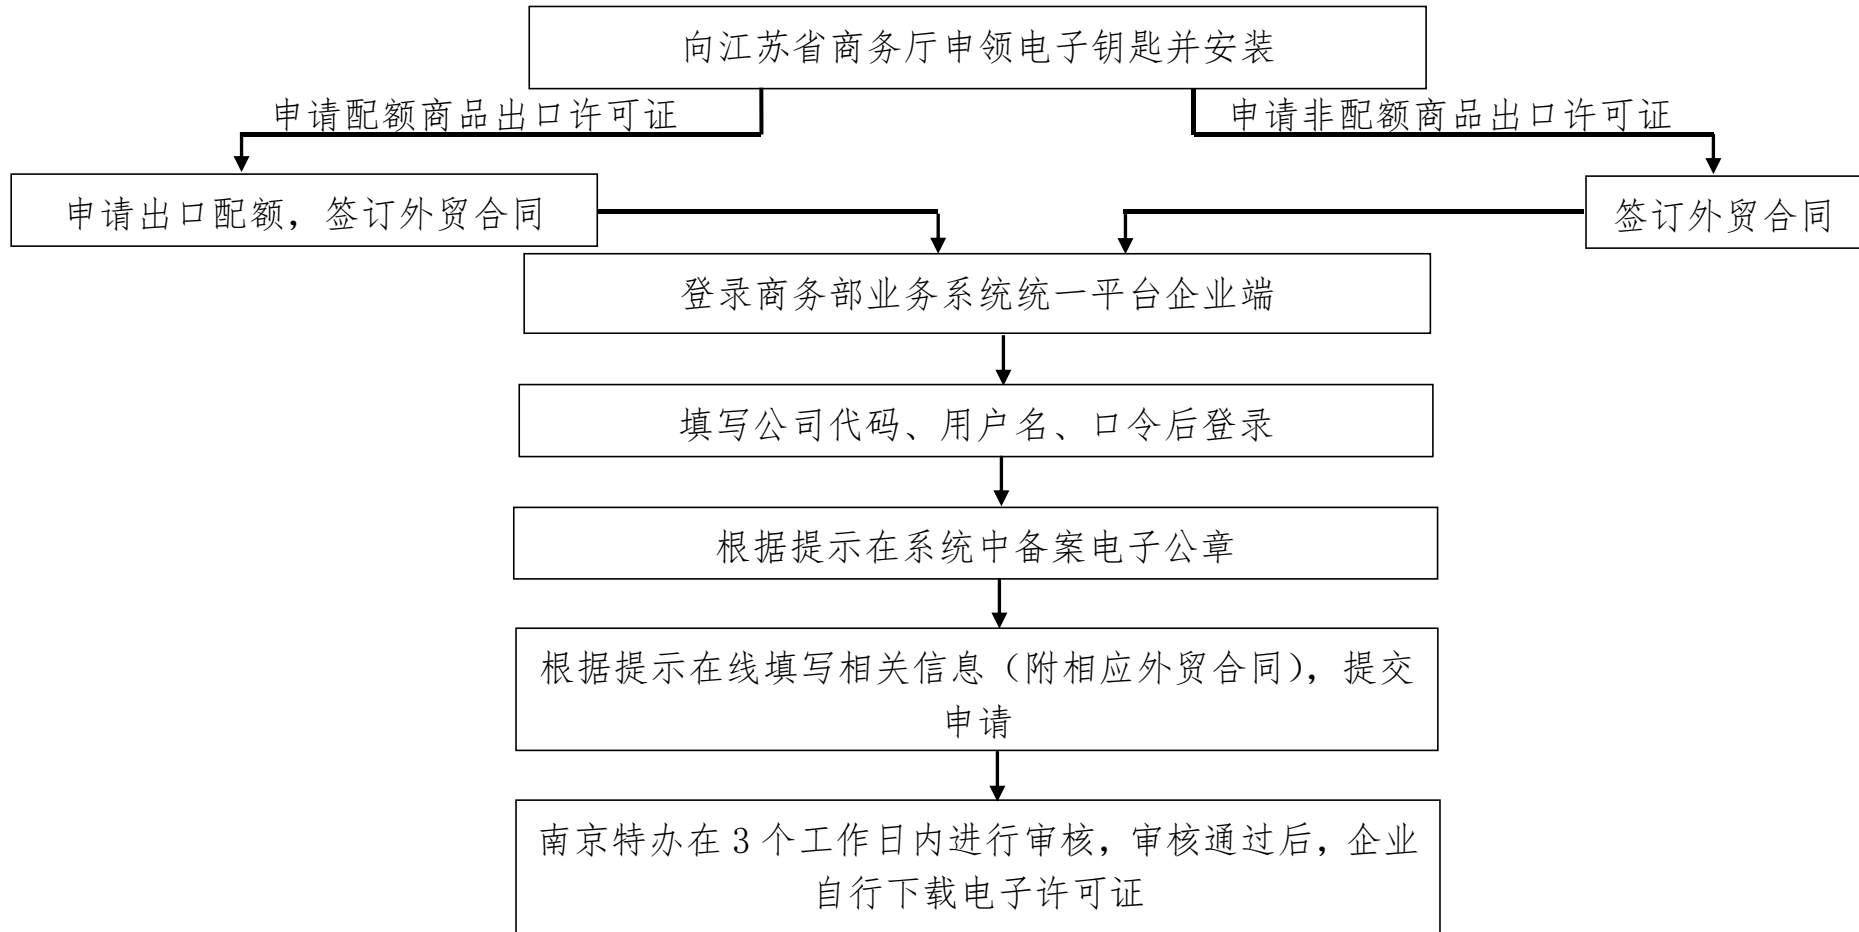 向江苏省商务厅申领电子钥匙并安装
申请配额商品出口许可证
申请非配额商品出口许可证
申请出口配额，签订外贸合同
签订外贸合同
登录商务部业务系统统一平台企业端
填写公司代码、用户名、口令后登录
根据提示在系统中备案电子公章
根据提示在线填写相关信息（附相应外贸合同），提交
申请
南京特办在 3 个工作日内进行审核，审核通过后，企业
自行下载电子许可证